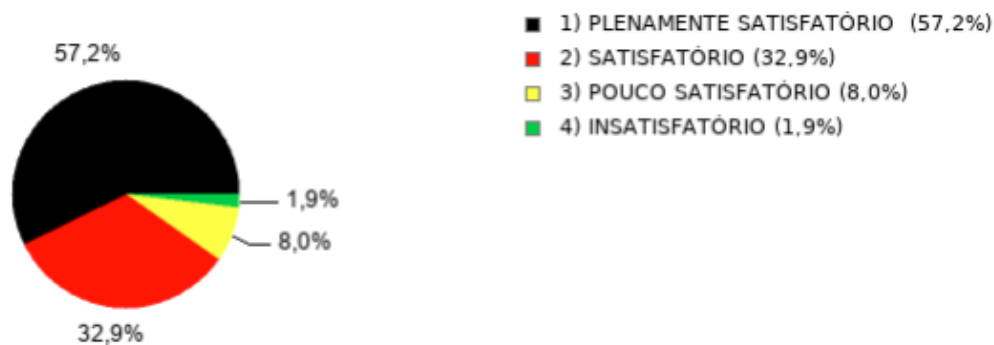 57,2%
1,9%
8,0%
32,9%
1) PLENAMENTE SATISFATÓRIO (57,2%)
2) SATISFATÓRIO (32,9%)
3) POUCO SATISFATÓRIO (8,0%)
4) INSATISFATÓRIO (1,9%)